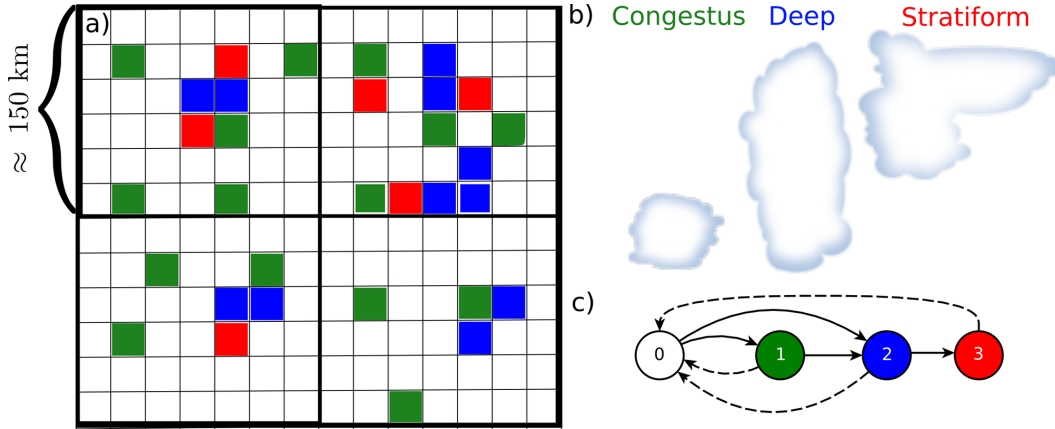 a)
≈ 150 km
b)
Congestus Deep Stratiform
c)
0 1 2 3